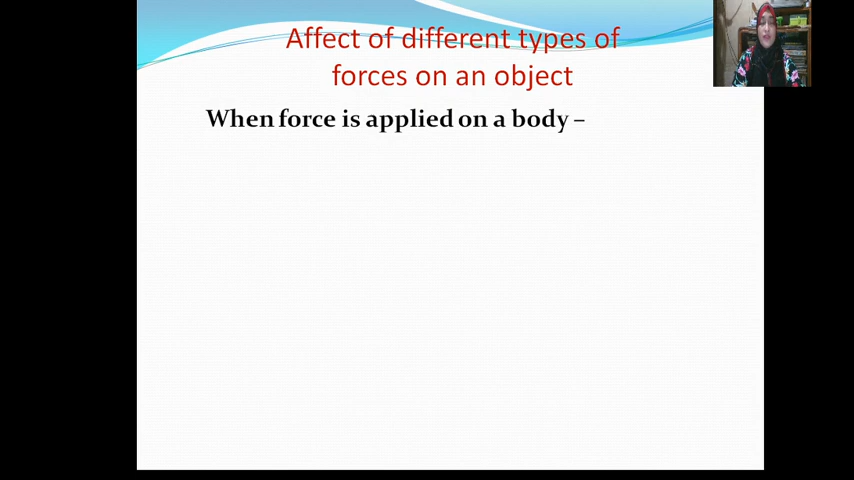 Affect of different types of
forces on an object
When force is applied on a body –